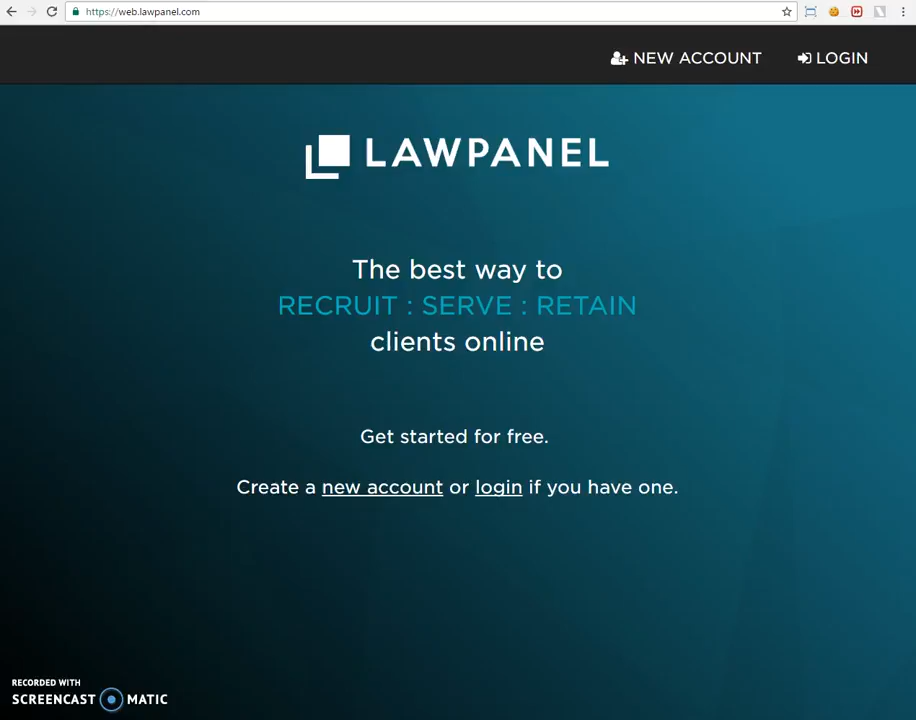 https://web.lawpanel.com
NEW ACCOUNT
LOGIN
LAWPANEL
The best way to
RECRUIT : SERVE : RETAIN
clients online
Get started for free.
Create a new account or login if you have one.
RECORDED WITH
SCREENCAST MATIC